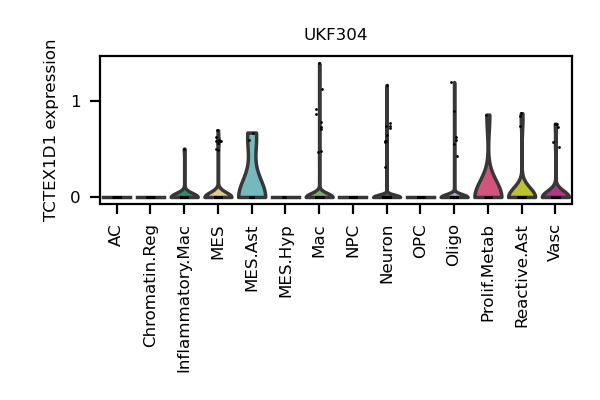 UKF304
TCTEX1D1 expression
1
0
AC
Chromatin.Reg
Inflammatory.Mac
MES
MES.Ast
MES.Hyp
Mac
NPC
Neuron
OPC
Oligo
Prolif.Metab
Reactive.Ast
Vasc